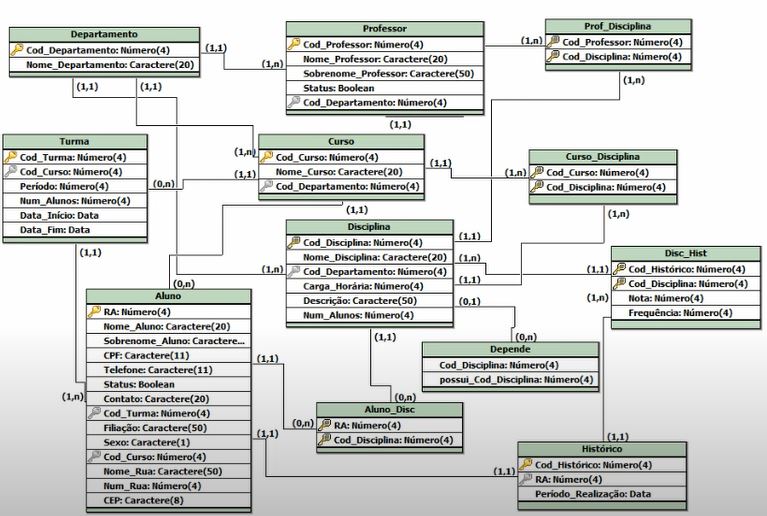 Departamento
Cod_Departamento: Número(4)
Nome_Departamento: Caractere(20)
(1,1)
(1,n)
(1,1)
(1,1)
Professor
Cod_Professor: Número(4)
Nome_Professor: Caractere(20)
Sobrenome_Professor: Caractere(50)
Status: Boolean
Cod_Departamento: Número(4)
(1,1)
(1,n)
Prof_Disciplina
Cod_Professor: Número(4)
Cod_Disciplina: Número(4)
(1,n)
Turma
Cod_Turma: Número(4)
Cod_Curso: Número(4)
Período: Número(4)
Num_Alunos: Número(4)
Data_Início: Data
Data_Fim: Data
(0,n)
(1,1)
(1,n)
(1,1)
Curso
Cod_Curso: Número(4)
Nome_Curso: Caractere(20)
Cod_Departamento: Número(4)
(1,1)
(1,1)
(1,n)
Curso_Disciplina
Cod_Curso: Número(4)
Cod_Disciplina: Número(4)
(1,n)
Disciplina
Cod_Disciplina: Número(4)
Nome_Disciplina: Caractere(20)
Cod_Departamento: Número(4)
Carga_Horária: Número(4)
Descrição: Caractere(50)
Num_Alunos: Número(4)
(1,n)
(1,1)
(1,n)
(1,1)
(0,1)
(1,1)
(1,1)
(1,n)
Disc_Hist
Cod_Histórico: Número(4)
Cod_Disciplina: Número(4)
Nota: Número(4)
Frequência: Número(4)
(0,n)
Aluno
RA: Número(4)
Nome_Aluno: Caractere(20)
Sobrenome_Aluno: Caractere...
CPF: Caractere(11)
Telefone: Caractere(11)
Status: Boolean
Contato: Caractere(20)
Cod_Turma: Número(4)
Filiação: Caractere(50)
Sexo: Caractere(1)
Cod_Curso: Número(4)
Nome_Rua: Caractere(50)
Num_Rua: Número(4)
CEP: Caractere(8)
(1,n)
(1,1)
(1,1)
(0,n)
Depende
Cod_Disciplina: Número(4)
possui_Cod_Disciplina: Número(4)
(0,n)
(0,n)
Aluno_Disc
RA: Número(4)
Cod_Disciplina: Número(4)
(1,1)
(1,1)
Histórico
Cod_Histórico: Número(4)
RA: Número(4)
Período_Realização: Data